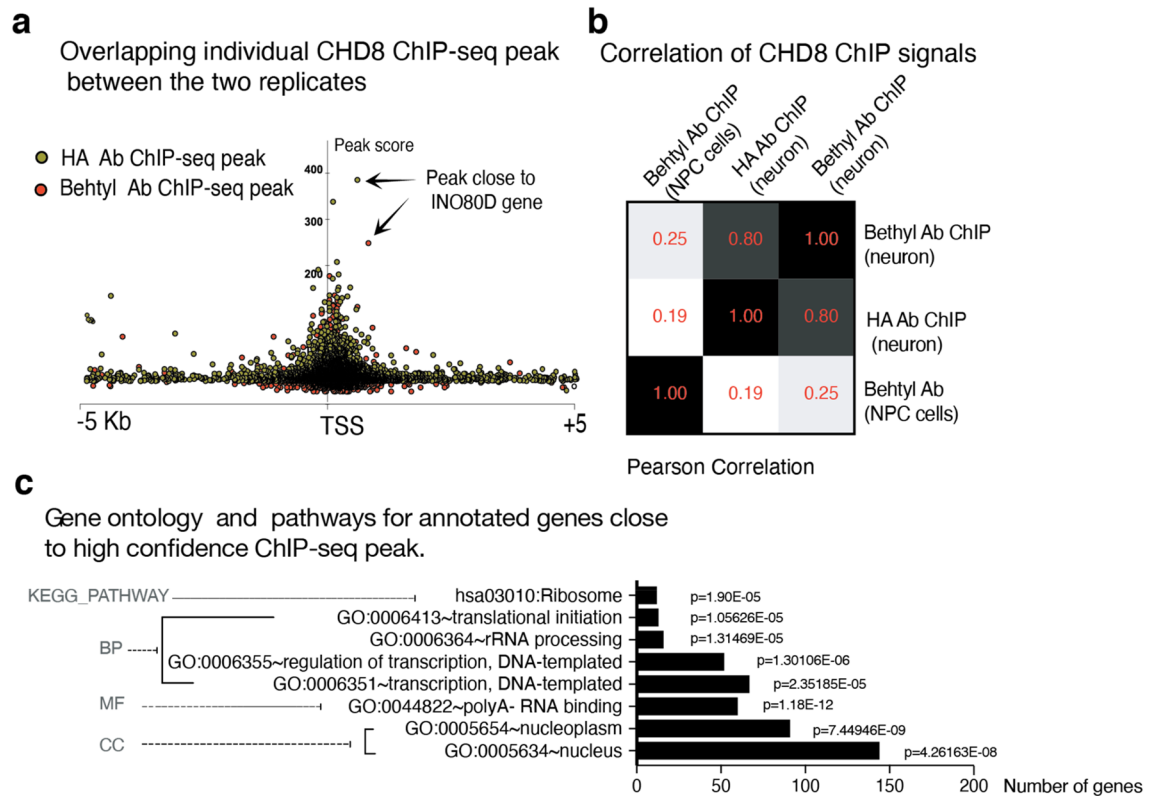 a
Overlapping individual CHD8 ChIP-seq peak
between the two replicates
HA Ab ChIP-seq peak
Behtyl Ab ChIP-seq peak
Peak score
400
300
200
Peak close to
INO80D gene
-5 Kb
TSS
+5
b
Correlation of CHD8 ChIP signals
Behtyl Ab ChIP
(NPC cells)
HA Ab ChIP
(neuron)
Bethyl Ab ChIP
(neuron)
0.25 0.80 1.00
Bethyl Ab ChIP
(neuron)
0.19 1.00 0.80
HA Ab ChIP
(neuron)
1.00 0.19 0.25
Behtyl Ab
(NPC cells)
Pearson Correlation
c
Gene ontology and pathways for annotated genes close
to high confidence ChIP-seq peak.
KEGG_PATHWAY hsa03010:Ribosome p=1.90E-05
GO:0006413~translational initiation p=1.05626E-05
GO:0006364~rRNA processing p=1.31469E-05
BP
GO:0006355~regulation of transcription, DNA-templated p=1.30106E-06
GO:0006351~transcription, DNA-templated p=2.35185E-05
MF GO:0044822~polyA- RNA binding p=1.18E-12
GO:0005654~nucleoplasm p=7.44946E-09
CC
GO:0005634~nucleus p=4.26163E-08
0 50 100 150 200 Number of genes